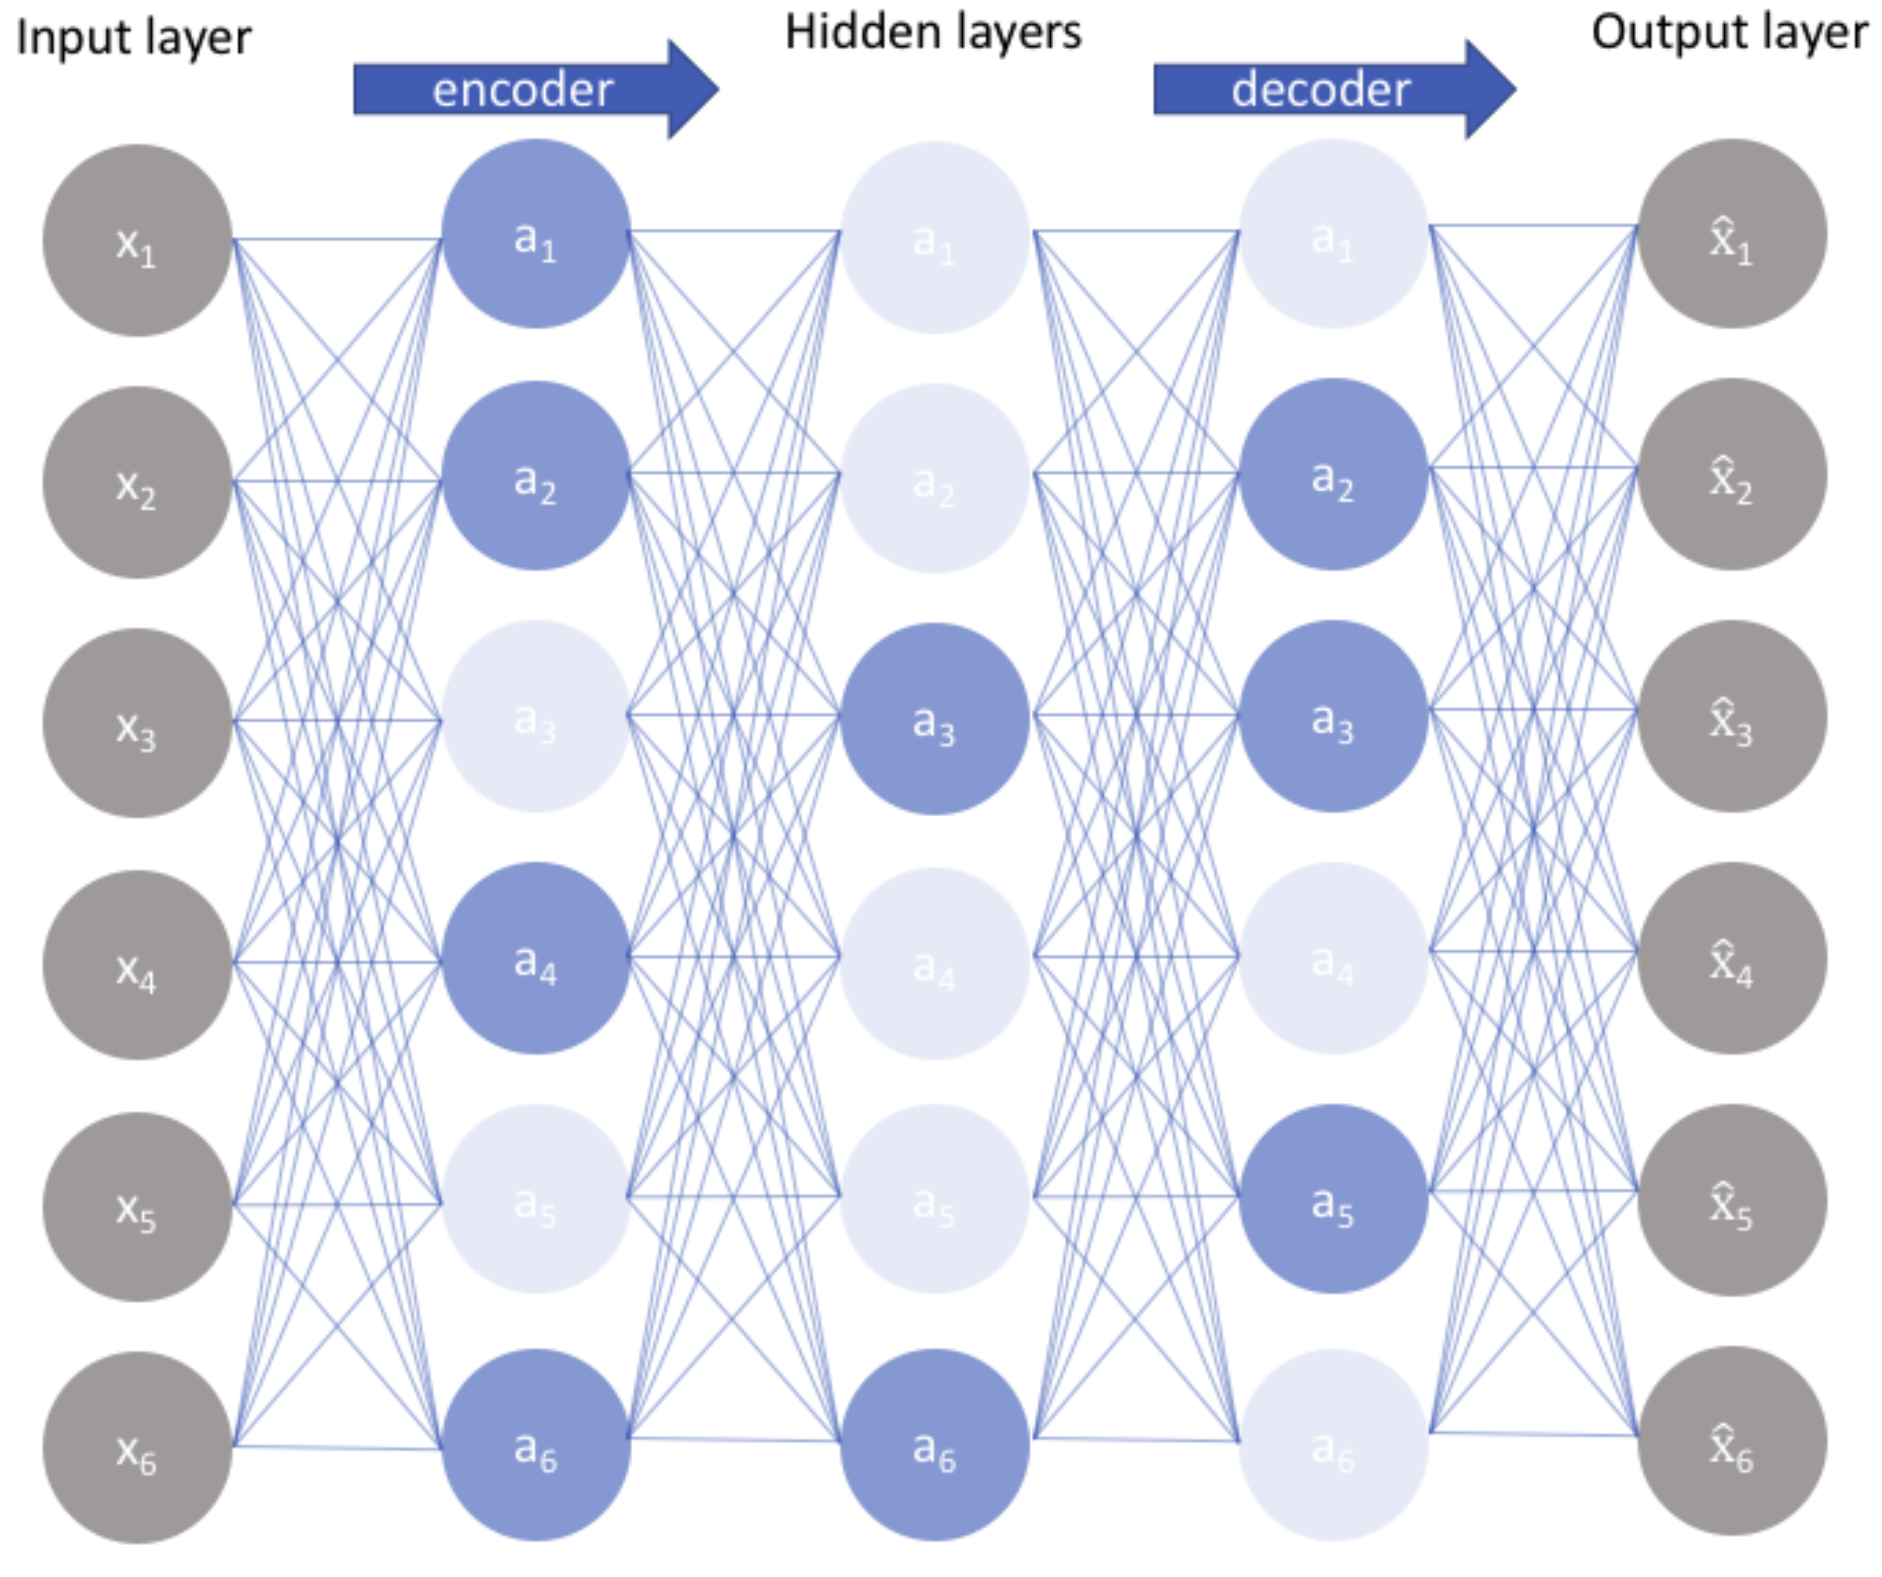 Input layer
Hidden layers
Output layer
encoder
decoder
x₁ a₁ a₁ a₁ x̂₁
x₂ a₂ a₂ a₂ x̂₂
x₃ a₃ a₃ a₃ x̂₃
x₄ a₄ a₄ a₄ x̂₄
x₅ a₅ a₅ a₅ x̂₅
x₆ a₆ a₆ a₆ x̂₆